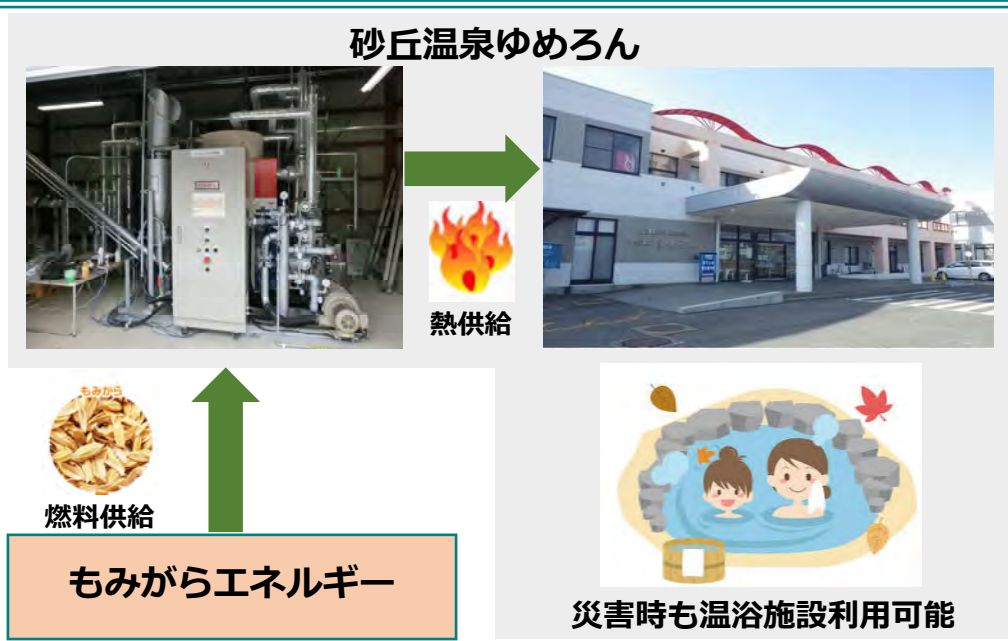 砂丘温泉ゆめろん
熱供給
もみがら
燃料供給
もみがらエネルギー
災害時も温浴施設利用可能